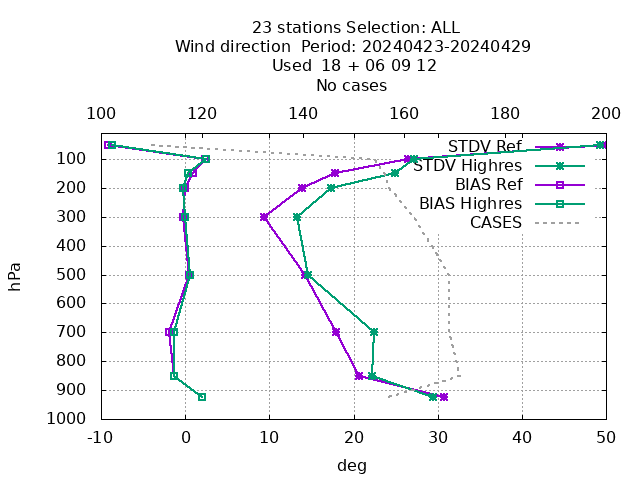 23 stations Selection: ALL
Wind direction  Period: 20240423-20240429
Used  18 + 06 09 12
No cases
100 120 140 160 180 200
STDV Ref
STDV Highres
BIAS Ref
BIAS Highres
CASES
hPa
100
200
300
400
500
600
700
800
900
1000
-10 0 10 20 30 40 50
deg